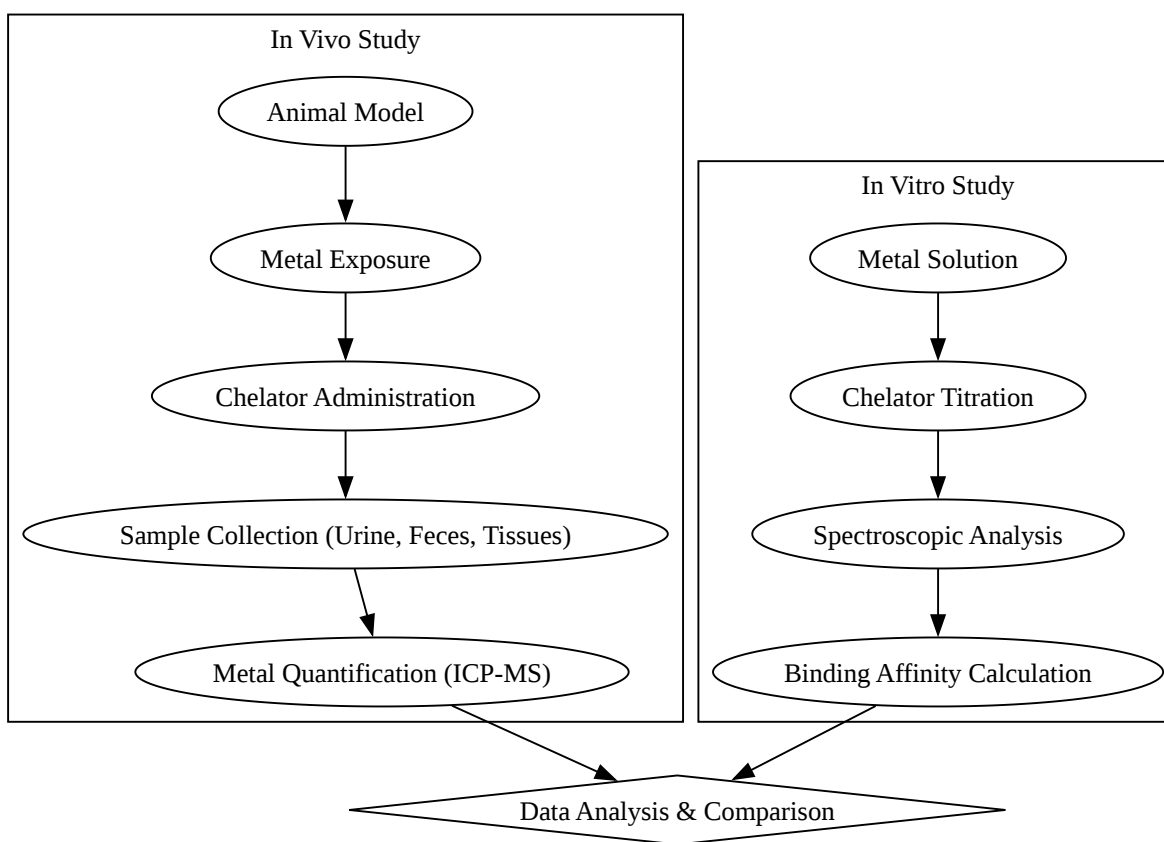 In Vivo Study
Animal Model
Metal Exposure
Chelator Administration
Sample Collection (Urine, Feces, Tissues)
Metal Quantification (ICP-MS)
In Vitro Study
Metal Solution
Chelator Titration
Spectroscopic Analysis
Binding Affinity Calculation
Data Analysis & Comparison